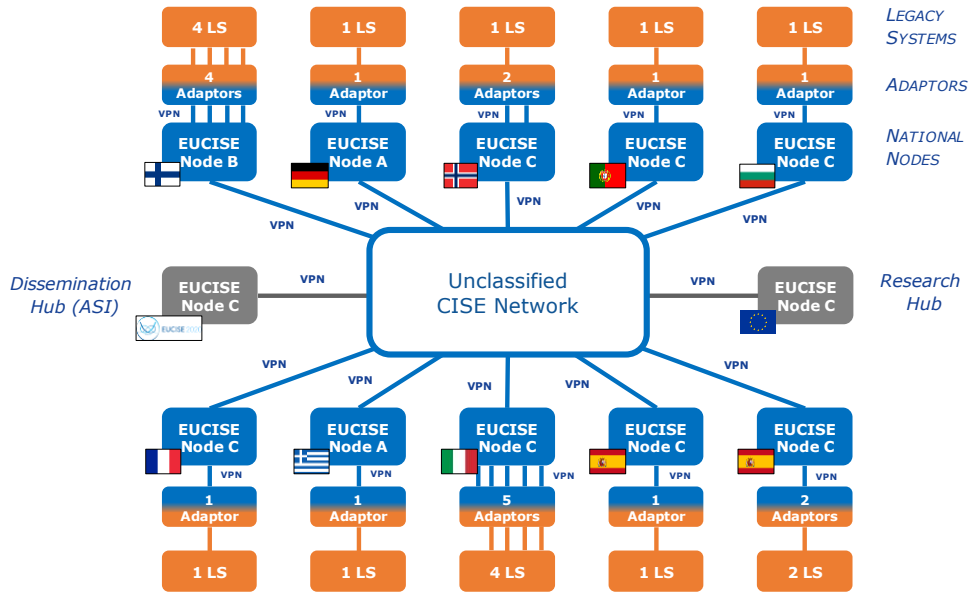 4 LS
1 LS
1 LS
1 LS
1 LS
LEGACY
SYSTEMS
4
Adaptors
1
Adaptor
2
Adaptors
1
Adaptor
1
Adaptor
ADAPTORS
VPN
VPN
VPN
VPN
VPN
EUCISE
Node B
EUCISE
Node A
EUCISE
Node C
EUCISE
Node C
EUCISE
Node C
NATIONAL
NODES
VPN
VPN
VPN
VPN
VPN
Dissemination
Hub (ASI)
EUCISE
Node C
EUCISE2020
VPN
Unclassified
CISE Network
VPN
EUCISE
Node C
Research
Hub
VPN
VPN
VPN
VPN
VPN
EUCISE
Node C
EUCISE
Node A
EUCISE
Node C
EUCISE
Node C
EUCISE
Node C
VPN
VPN
VPN
VPN
VPN
1
Adaptor
1
Adaptor
5
Adaptors
1
Adaptor
2
Adaptors
1 LS
1 LS
4 LS
1 LS
2 LS